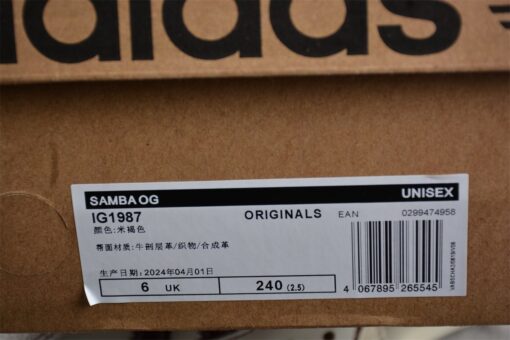 adidas
SAMBA OG UNISEX
IG1987 ORIGINALS EAN 0299474958
颜色:米褐色
帮面材质:牛剖层革/织物/合成革
生产日期:2024年04月01日
6 UK 240 (2.5) 4 067895 265545